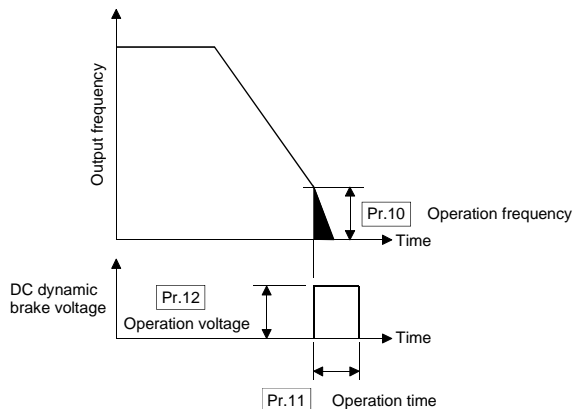 Output frequency
Pr.10 Operation frequency
Time
DC dynamic
brake voltage
Pr.12
Operation voltage
Time
Pr.11 Operation time